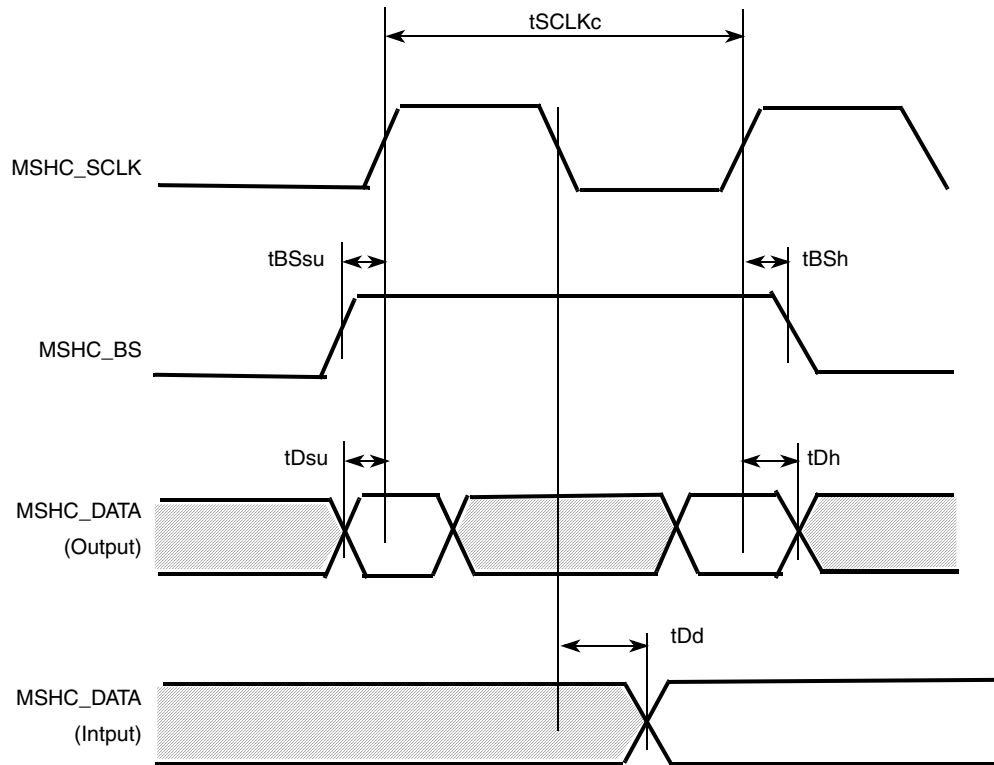 tSCLKc
MSHC_SCLK
tBSsu
tBSh
MSHC_BS
tDsu
tDh
MSHC_DATA
(Output)
tDd
MSHC_DATA
(Intput)